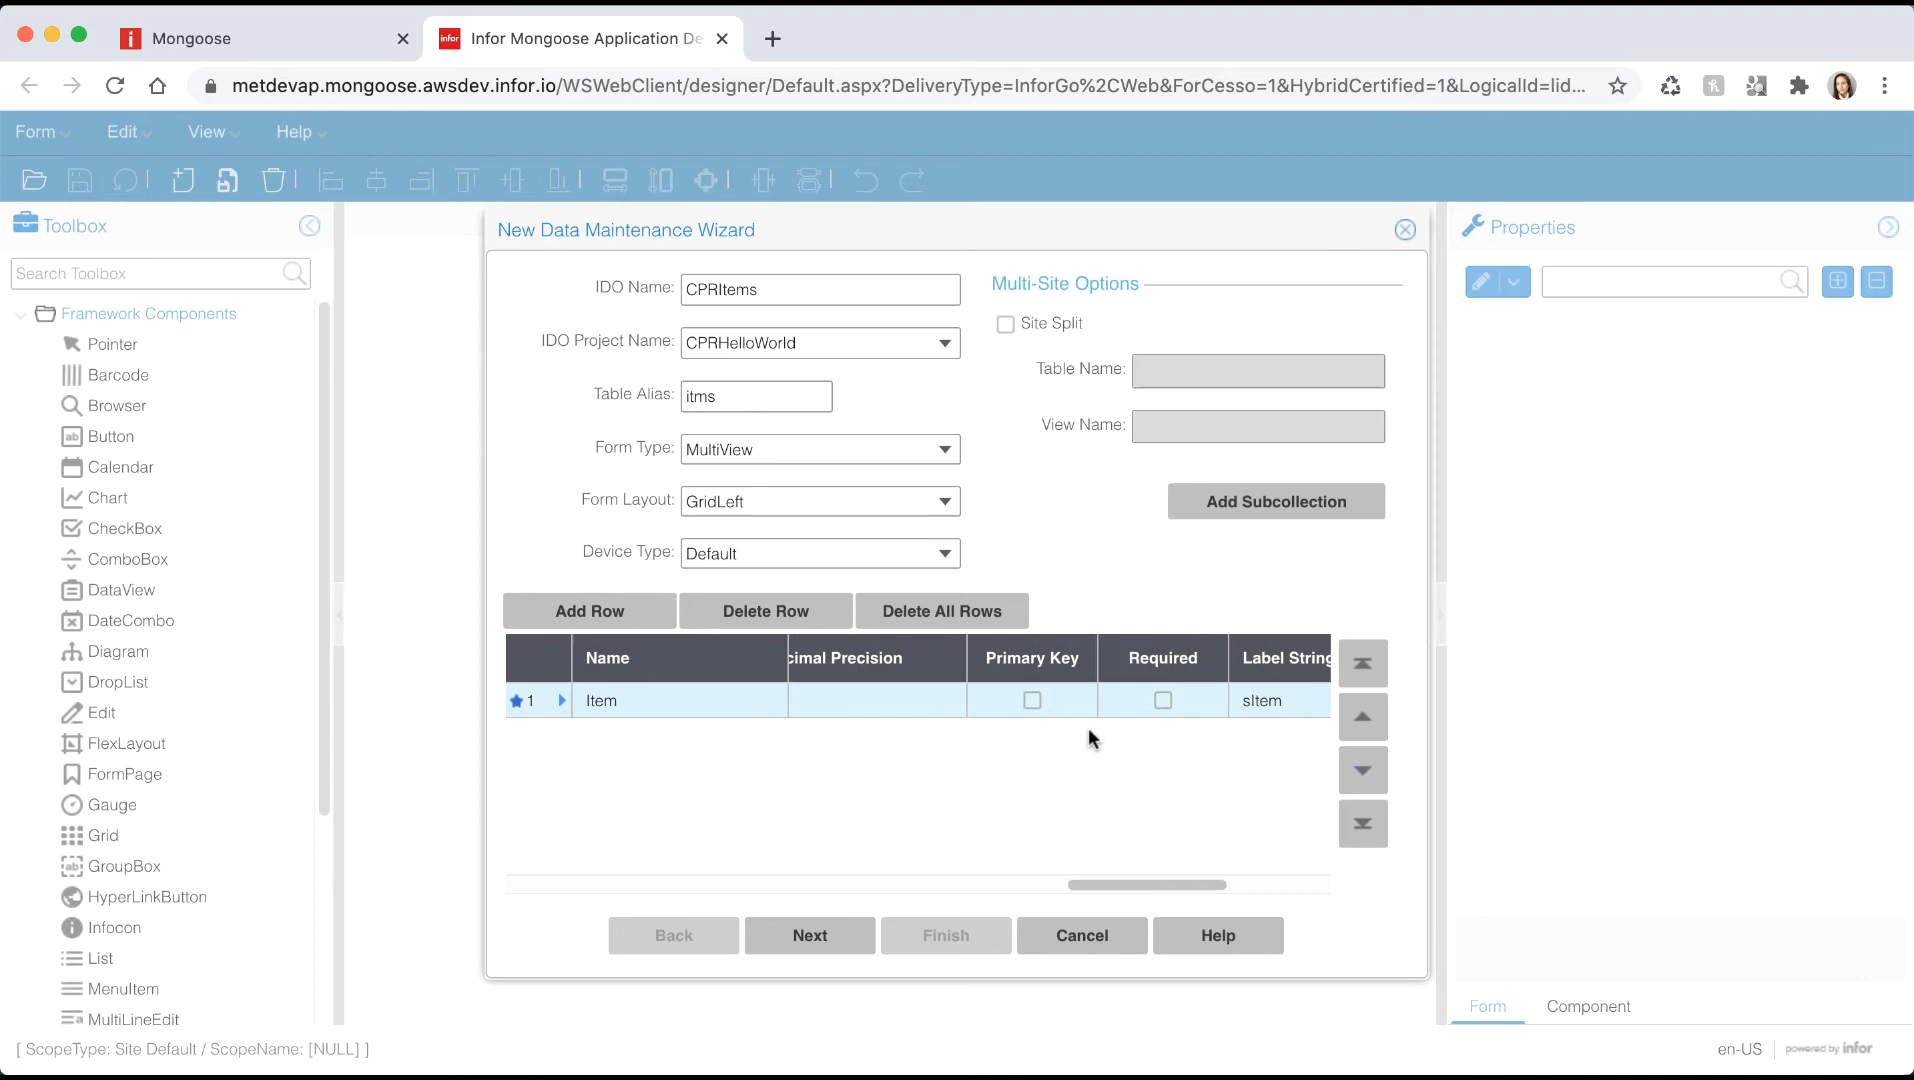 Mongoose
Infor Mongoose Application De
metdevap.mongoose.awsdev.infor.io/WSWebClient/designer/Default.aspx?DeliveryType=InforGo%2CWeb&ForCesso=1&HybridCertified=1&LogicalId=lid...
Form
Edit
View
Help
Toolbox
Search Toolbox
Framework Components
Pointer
Barcode
Browser
Button
Calendar
Chart
CheckBox
ComboBox
DataView
DateCombo
Diagram
DropList
Edit
FlexLayout
FormPage
Gauge
Grid
GroupBox
HyperLinkButton
Infocon
List
MenuItem
MultiLineEdit
New Data Maintenance Wizard
IDO Name: CPRItems
IDO Project Name: CPRHelloWorld
Table Alias: itms
Form Type: MultiView
Form Layout: GridLeft
Device Type: Default
Multi-Site Options
Site Split
Table Name:
View Name:
Add Subcollection
Add Row
Delete Row
Delete All Rows
Name
cimal Precision
Primary Key
Required
Label String
1
Item
sItem
Back
Next
Finish
Cancel
Help
Properties
Form
Component
[ ScopeType: Site Default / ScopeName: [NULL] ]
en-US
powered by infor